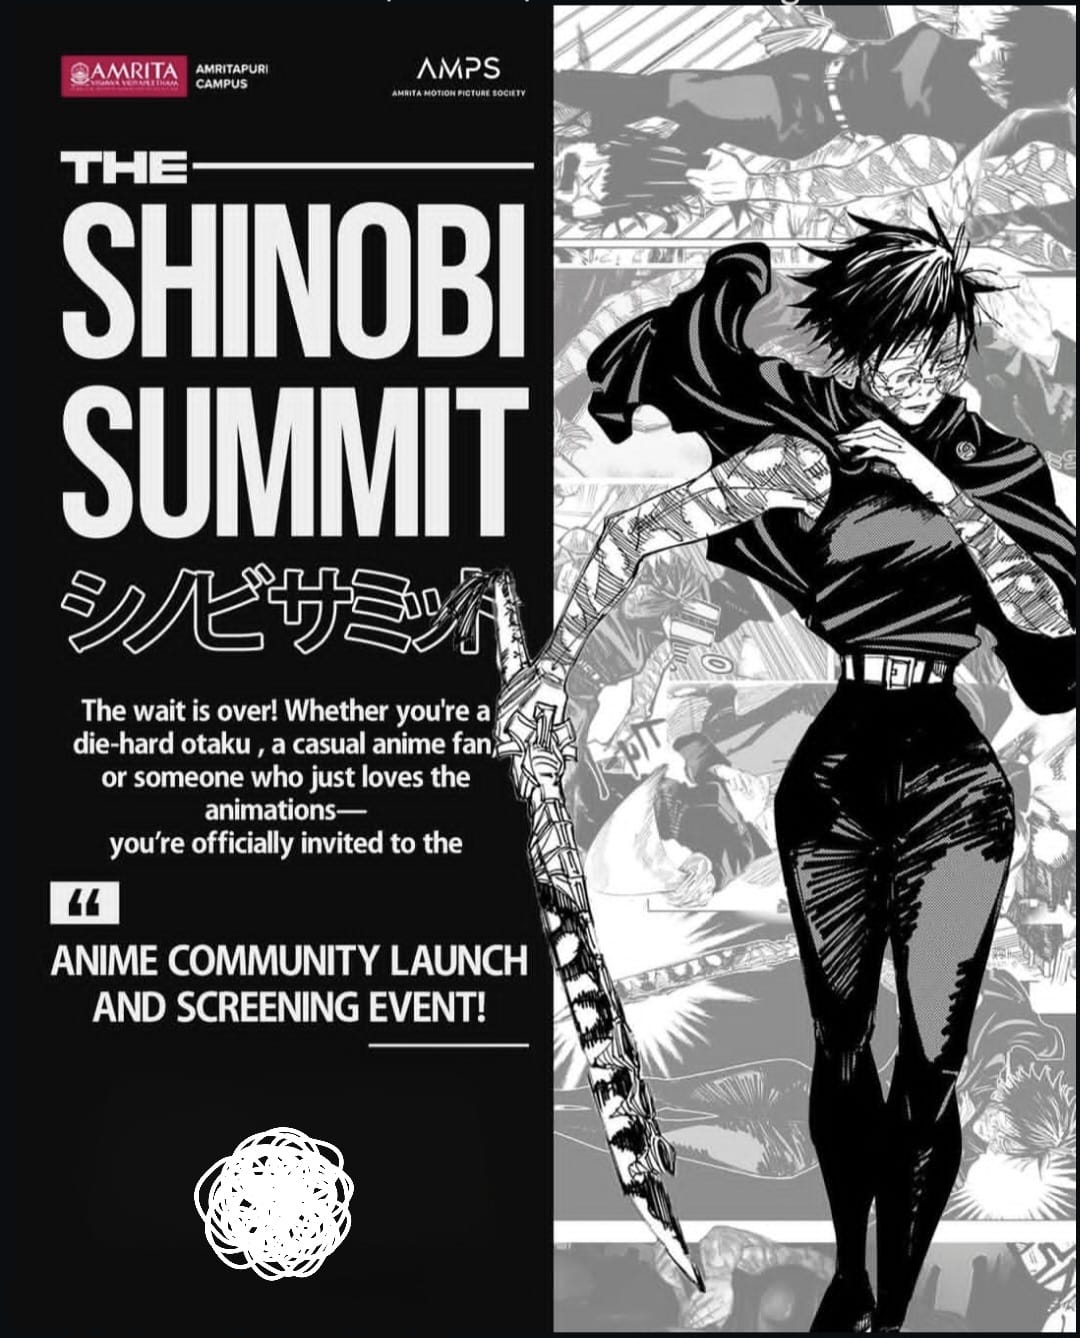 AMRITA
VISHWA VIDYAPEETHAM
AMRITAPURI
CAMPUS
AMPS
AMRITA MOTION PICTURE SOCIETY
THE
SHINOBI
SUMMIT
シノビサミット
The wait is over! Whether you're a
die-hard otaku , a casual anime fan,
or someone who just loves the
animations—
you’re officially invited to the
“
ANIME COMMUNITY LAUNCH
AND SCREENING EVENT!